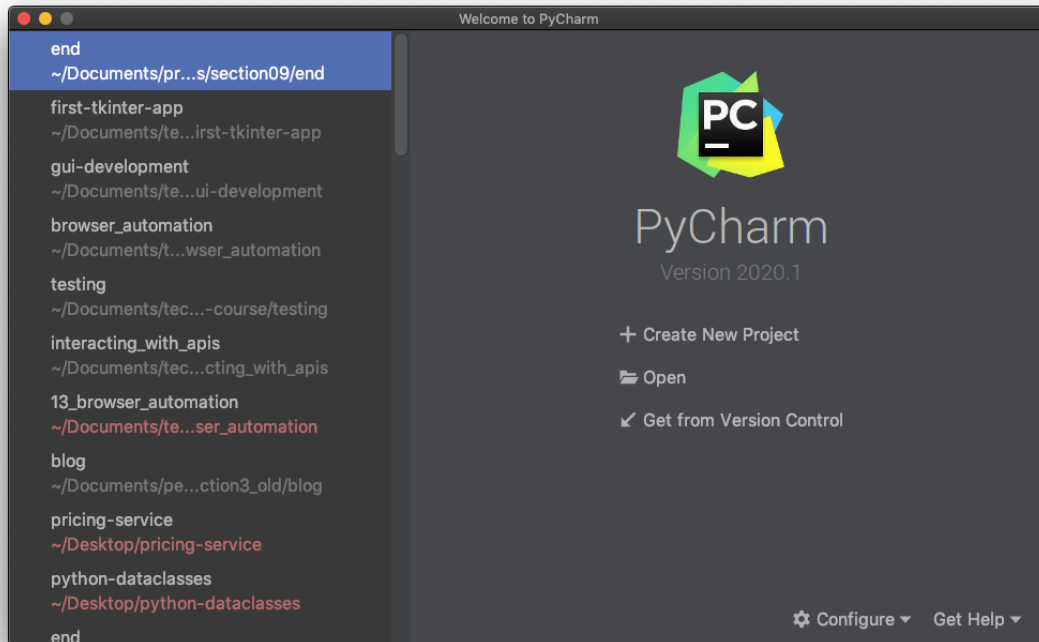 Welcome to PyCharm
end
~/Documents/pr...s/section09/end
first-tkinter-app
~/Documents/te...irst-tkinter-app
gui-development
~/Documents/te...ui-development
browser_automation
~/Documents/t...wser_automation
testing
~/Documents/tec...-course/testing
interacting_with_apis
~/Documents/tec...cting_with_apis
13_browser_automation
~/Documents/te...ser_automation
blog
~/Documents/pe...ction3_old/blog
pricing-service
~/Desktop/pricing-service
python-dataclasses
~/Desktop/python-dataclasses
end
PC
PyCharm
Version 2020.1
Create New Project
Open
Get from Version Control
Configure
Get Help